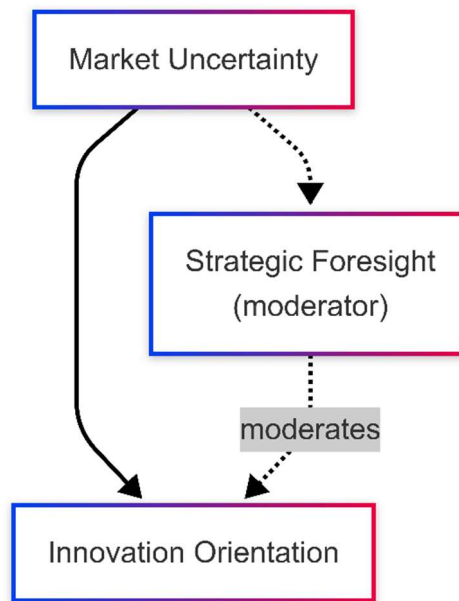 Market Uncertainty
Strategic Foresight
(moderator)
moderates
Innovation Orientation